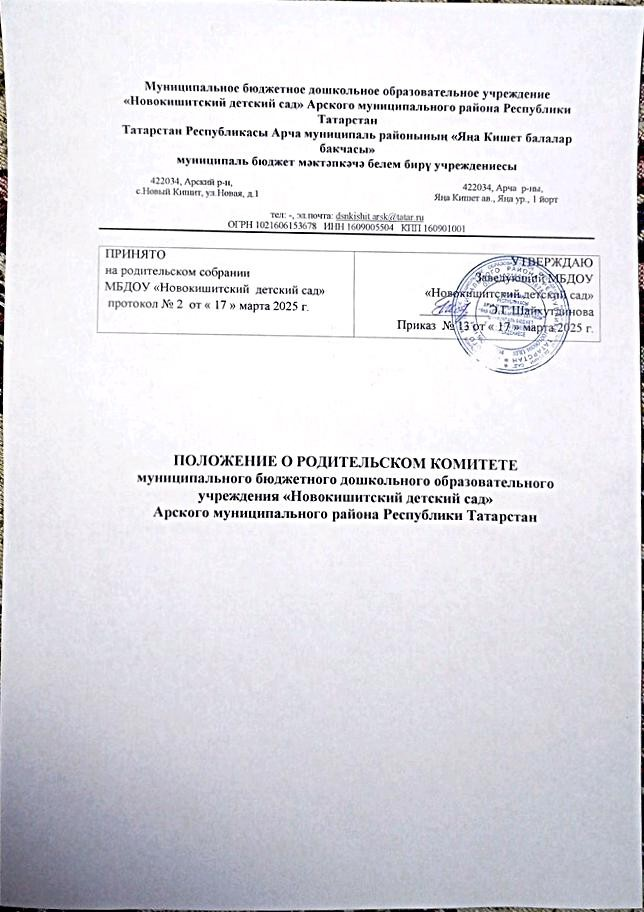 Муниципальное бюджетное дошкольное образовательное учреждение
«Новокишитский детский сад» Арского муниципального района Республики
Татарстан
Татарстан Республикасы Арча муниципаль районының «Яңа Кишет балалар
бакчасы»
муниципаль бюджет мәктәпкәчә белем бирү учреждениесы
422034, Арский р-н,
с.Новый Кишит, ул.Новая, д.1
422034, Арча р-ны,
Яңа Кишет ав., Яңа ур., 1 йорт
тел: -, эл.почта: dsnkishit.arsk@tatar.ru
ОГРН 1021606153678 ИНН 1609005504 КПП 160901001
ПРИНЯТО
на родительском собрании
МБДОУ «Новокишитский детский сад»
протокол № 2 от « 17 » марта 2025 г.
УТВЕРЖДАЮ
Заведующий МБДОУ
«Новокишитский детский сад»
Э.Г.Шайхутдинова
Приказ № 13 от « 17 » марта 2025 г.
ПОЛОЖЕНИЕ О РОДИТЕЛЬСКОМ КОМИТЕТЕ
муниципального бюджетного дошкольного образовательного
учреждения «Новокишитский детский сад»
Арского муниципального района Республики Татарстан